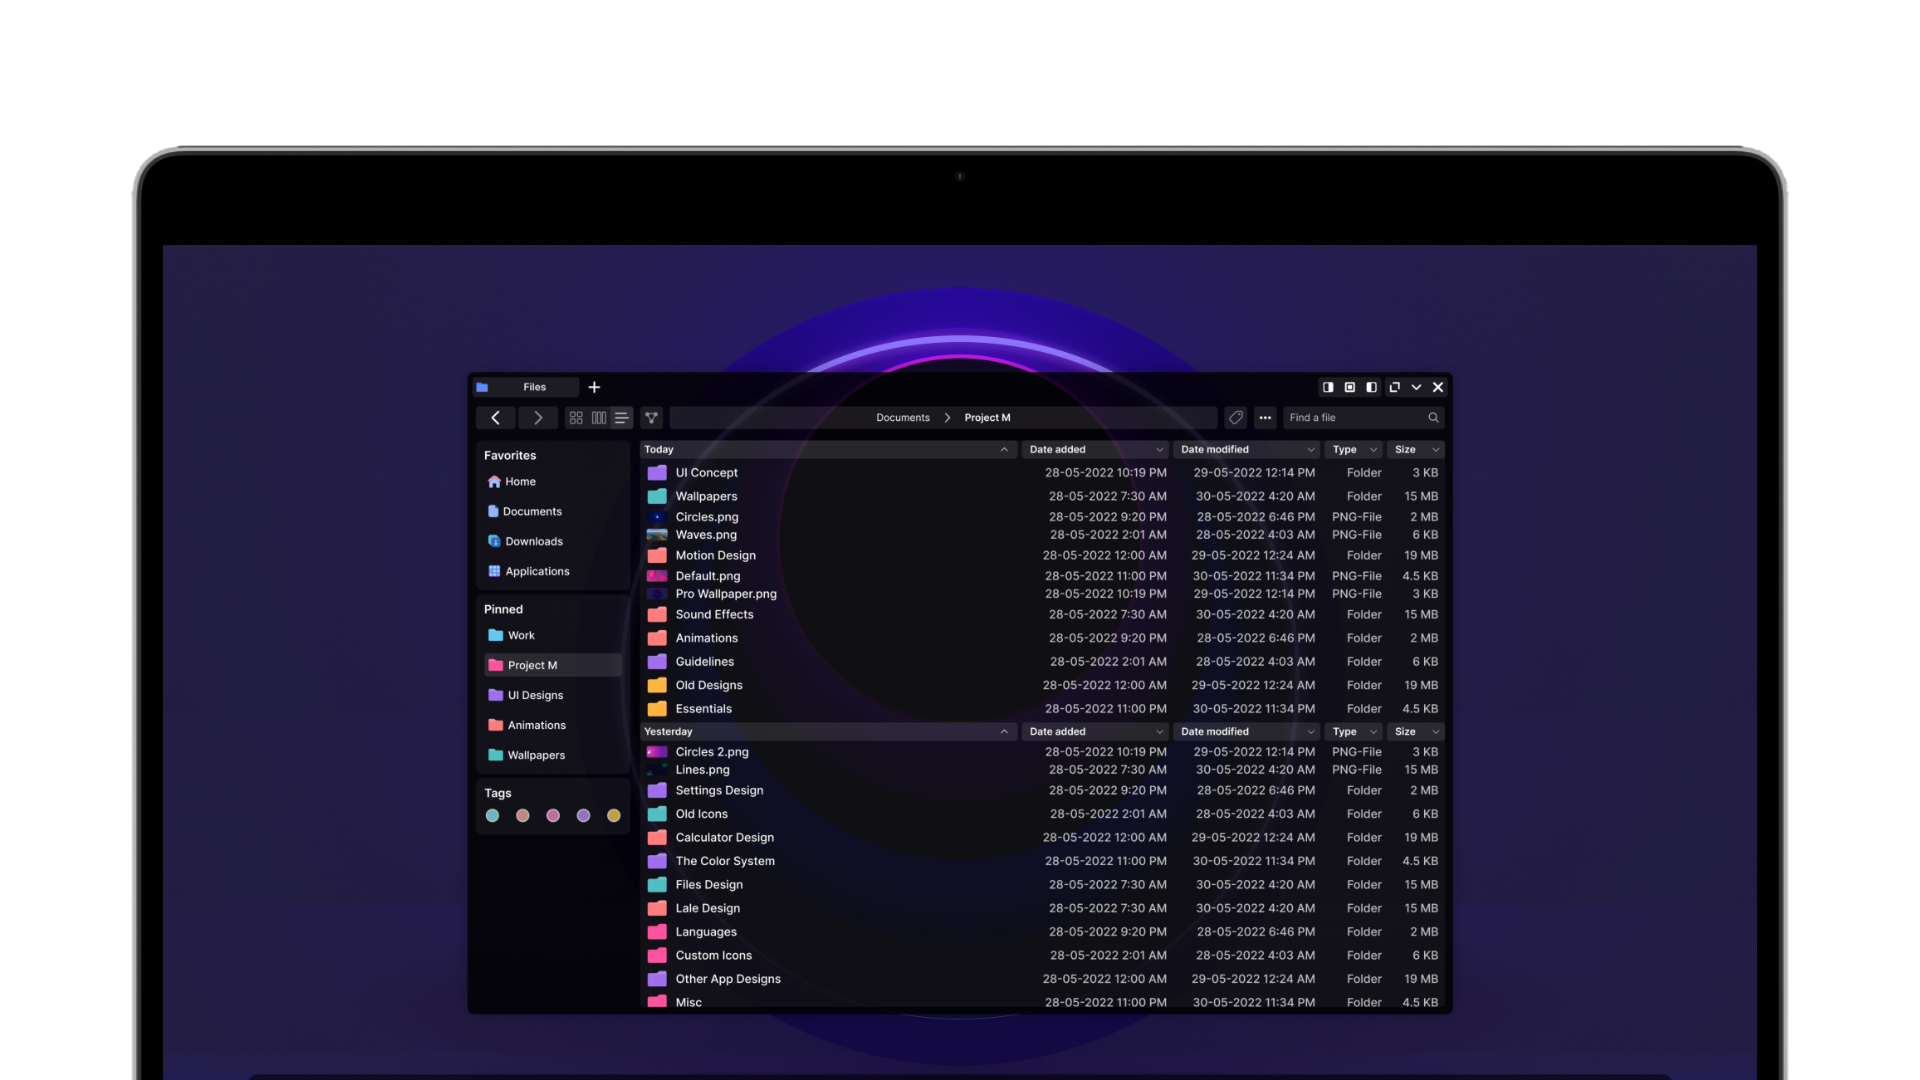 Files
Documents Project M
Find a file
Favorites
Home
Documents
Downloads
Applications
Pinned
Work
Project M
UI Designs
Animations
Wallpapers
Tags
Today Date added Date modified Type Size
UI Concept 28-05-2022 10:19 PM 29-05-2022 12:14 PM Folder 3 KB
Wallpapers 28-05-2022 7:30 AM 30-05-2022 4:20 AM Folder 15 MB
Circles.png 28-05-2022 9:20 PM 28-05-2022 6:46 PM PNG-File 2 MB
Waves.png 28-05-2022 2:01 AM 28-05-2022 4:03 AM PNG-File 6 KB
Motion Design 28-05-2022 12:00 AM 29-05-2022 12:24 AM Folder 19 MB
Default.png 28-05-2022 11:00 PM 30-05-2022 11:34 PM PNG-File 4.5 KB
Pro Wallpaper.png 28-05-2022 10:19 PM 29-05-2022 12:14 PM PNG-File 3 KB
Sound Effects 28-05-2022 7:30 AM 30-05-2022 4:20 AM Folder 15 MB
Animations 28-05-2022 9:20 PM 28-05-2022 6:46 PM Folder 2 MB
Guidelines 28-05-2022 2:01 AM 28-05-2022 4:03 AM Folder 6 KB
Old Designs 28-05-2022 12:00 AM 29-05-2022 12:24 AM Folder 19 MB
Essentials 28-05-2022 11:00 PM 30-05-2022 11:34 PM Folder 4.5 KB
Yesterday Date added Date modified Type Size
Circles 2.png 28-05-2022 10:19 PM 29-05-2022 12:14 PM PNG-File 3 KB
Lines.png 28-05-2022 7:30 AM 30-05-2022 4:20 AM PNG-File 15 MB
Settings Design 28-05-2022 9:20 PM 28-05-2022 6:46 PM Folder 2 MB
Old Icons 28-05-2022 2:01 AM 28-05-2022 4:03 AM Folder 6 KB
Calculator Design 28-05-2022 12:00 AM 29-05-2022 12:24 AM Folder 19 MB
The Color System 28-05-2022 11:00 PM 30-05-2022 11:34 PM Folder 4.5 KB
Files Design 28-05-2022 7:30 AM 30-05-2022 4:20 AM Folder 15 MB
Lale Design 28-05-2022 7:30 AM 30-05-2022 4:20 AM Folder 15 MB
Languages 28-05-2022 9:20 PM 28-05-2022 6:46 PM Folder 2 MB
Custom Icons 28-05-2022 2:01 AM 28-05-2022 4:03 AM Folder 6 KB
Other App Designs 28-05-2022 12:00 AM 29-05-2022 12:24 AM Folder 19 MB
Misc 28-05-2022 11:00 PM 30-05-2022 11:34 PM Folder 4.5 KB